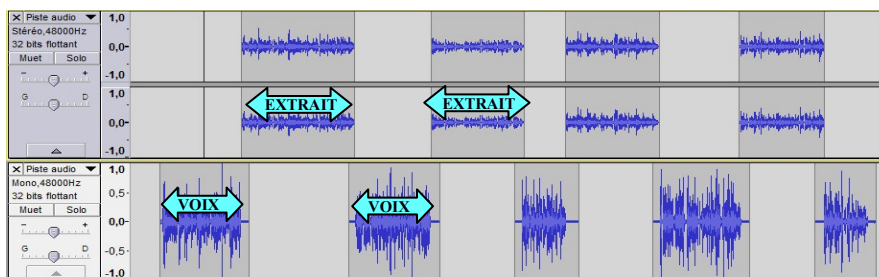 × Piste audio ▼
Stéréo,48000Hz
32 bits flottant
Muet Solo
- +
G D
1,0
0,0-
-1,0
1,0
0,0-
-1,0
EXTRAIT EXTRAIT
× Piste audio ▼
Mono,48000Hz
32 bits flottant
Muet Solo
- +
G D
1,0
0,5-
0,0-
-0,5-
-1,0
VOIX VOIX